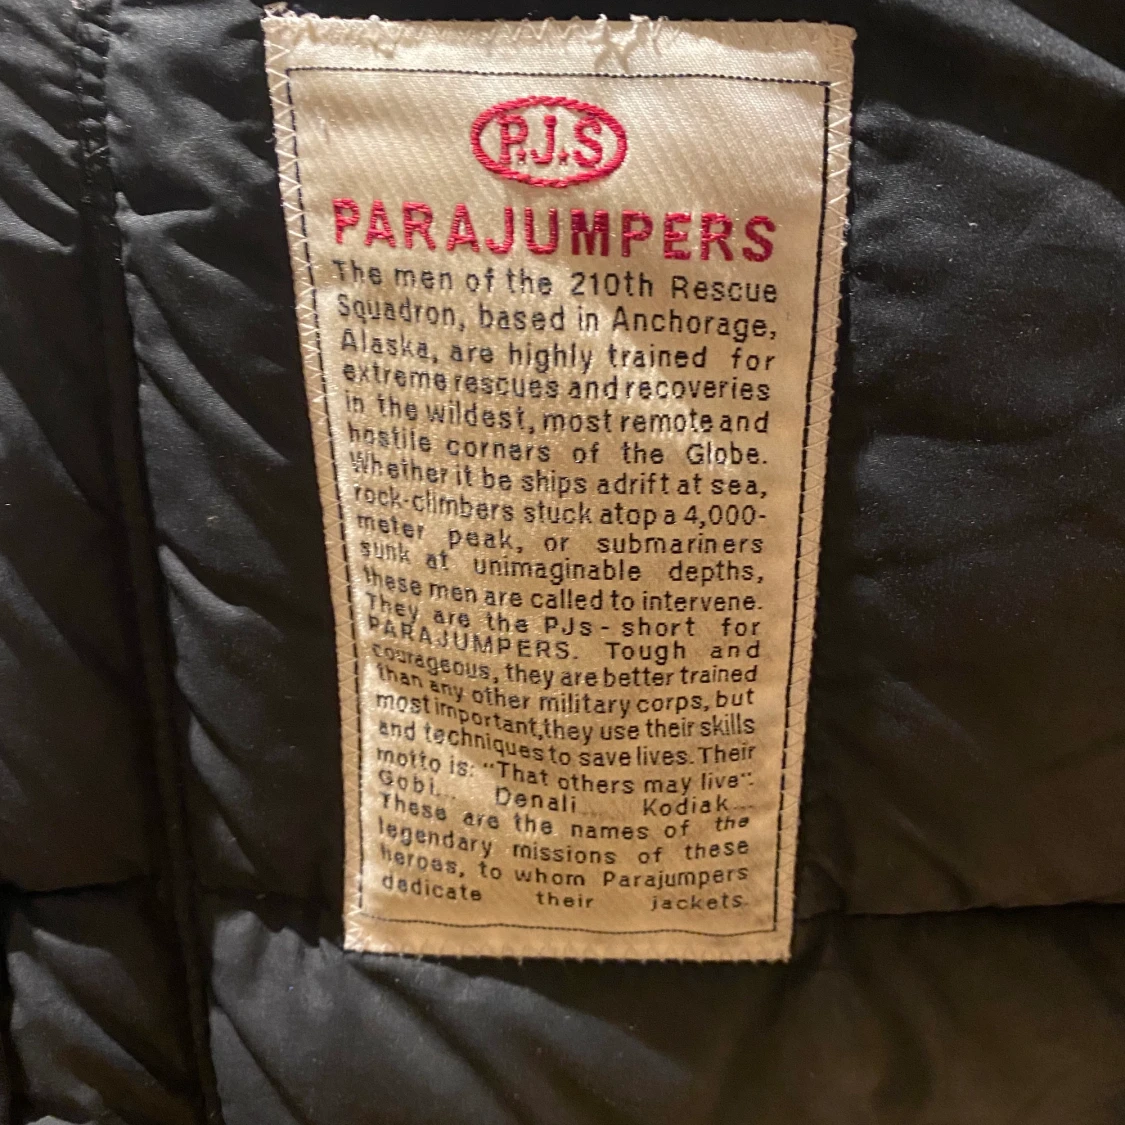 P.J.S
PARAJUMPERS
The men of the 210th Rescue
Squadron, based in Anchorage,
Alaska, are highly trained for
extreme rescues and recoveries
in the wildest, most remote and
hostile corners of the Globe.
Whether it be ships adrift at sea,
rock-climbers stuck atop a 4,000-
meter peak, or submariners
sunk at unimaginable depths,
these men are called to intervene.
They are the PJs - short for
PARAJUMPERS. Tough and
courageous, they are better trained
than any other military corps, but
most important,they use their skills
and techniques to save lives. Their
motto is: "That others may live":
Gobi... Denali.... Kodiak....
These are the names of the
legendary missions of these
heroes, to whom Parajumpers
dedicate their jackets.